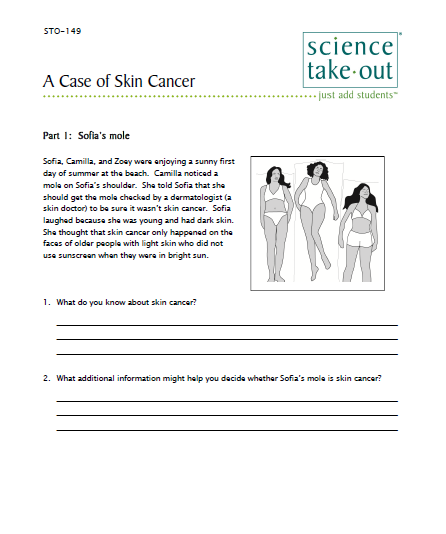 STO-149
science
take·out
just add students™
A Case of Skin Cancer
Part 1: Sofia's mole
Sofia, Camilla, and Zoey were enjoying a sunny first
day of summer at the beach. Camilla noticed a
mole on Sofia's shoulder. She told Sofia that she
should get the mole checked by a dermatologist (a
skin doctor) to be sure it wasn't skin cancer. Sofia
laughed because she was young and had dark skin.
She thought that skin cancer only happened on the
faces of older people with light skin who did not
use sunscreen when they were in bright sun.
1. What do you know about skin cancer?
2. What additional information might help you decide whether Sofia's mole is skin cancer?